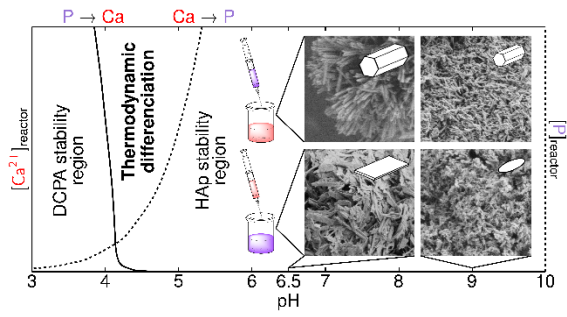 P → Ca
Ca → P
[Ca²⁺]reactor
DCPA stability
region
Thermodynamic
differenciation
HAp stability
region
[P]reactor
3
4
5
6
6.5
7
8
9
10
pH